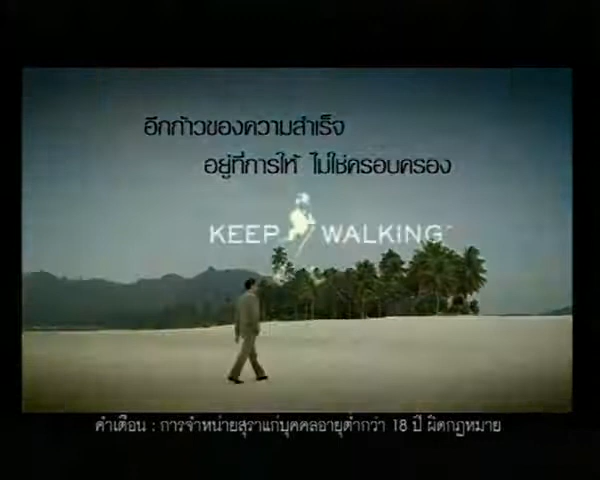 อีกก้าวของความสำเร็จ
อยู่ที่การให้ ไม่ใช่ครอบครอง
KEEP WALKING
คำเตือน : การจำหน่ายสุราแก่บุคคลอายุต่ำกว่า 18 ปี ผิดกฎหมาย